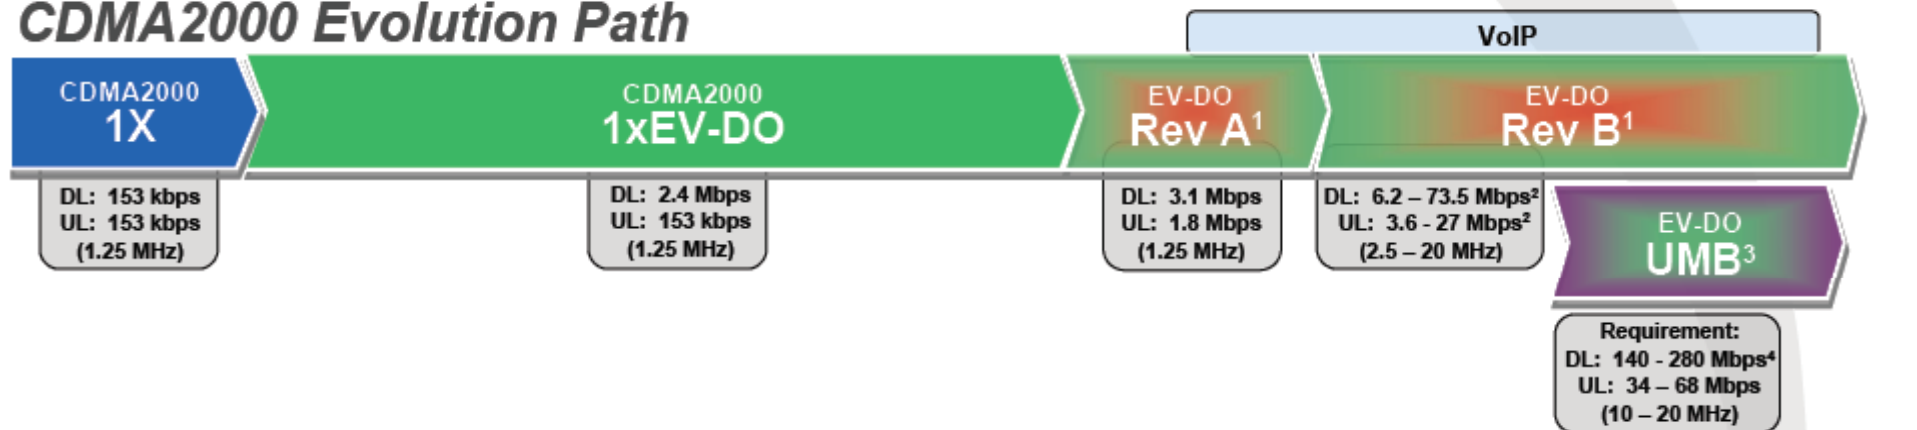 CDMA2000 Evolution Path
VoIP
CDMA2000
1X
CDMA2000
1xEV-DO
EV-DO
Rev A¹
EV-DO
Rev B¹
DL: 153 kbps
UL: 153 kbps
(1.25 MHz)
DL: 2.4 Mbps
UL: 153 kbps
(1.25 MHz)
DL: 3.1 Mbps
UL: 1.8 Mbps
(1.25 MHz)
DL: 6.2 – 73.5 Mbps²
UL: 3.6 - 27 Mbps²
(2.5 – 20 MHz)
EV-DO
UMB³
Requirement:
DL: 140 - 280 Mbps⁴
UL: 34 – 68 Mbps
(10 – 20 MHz)